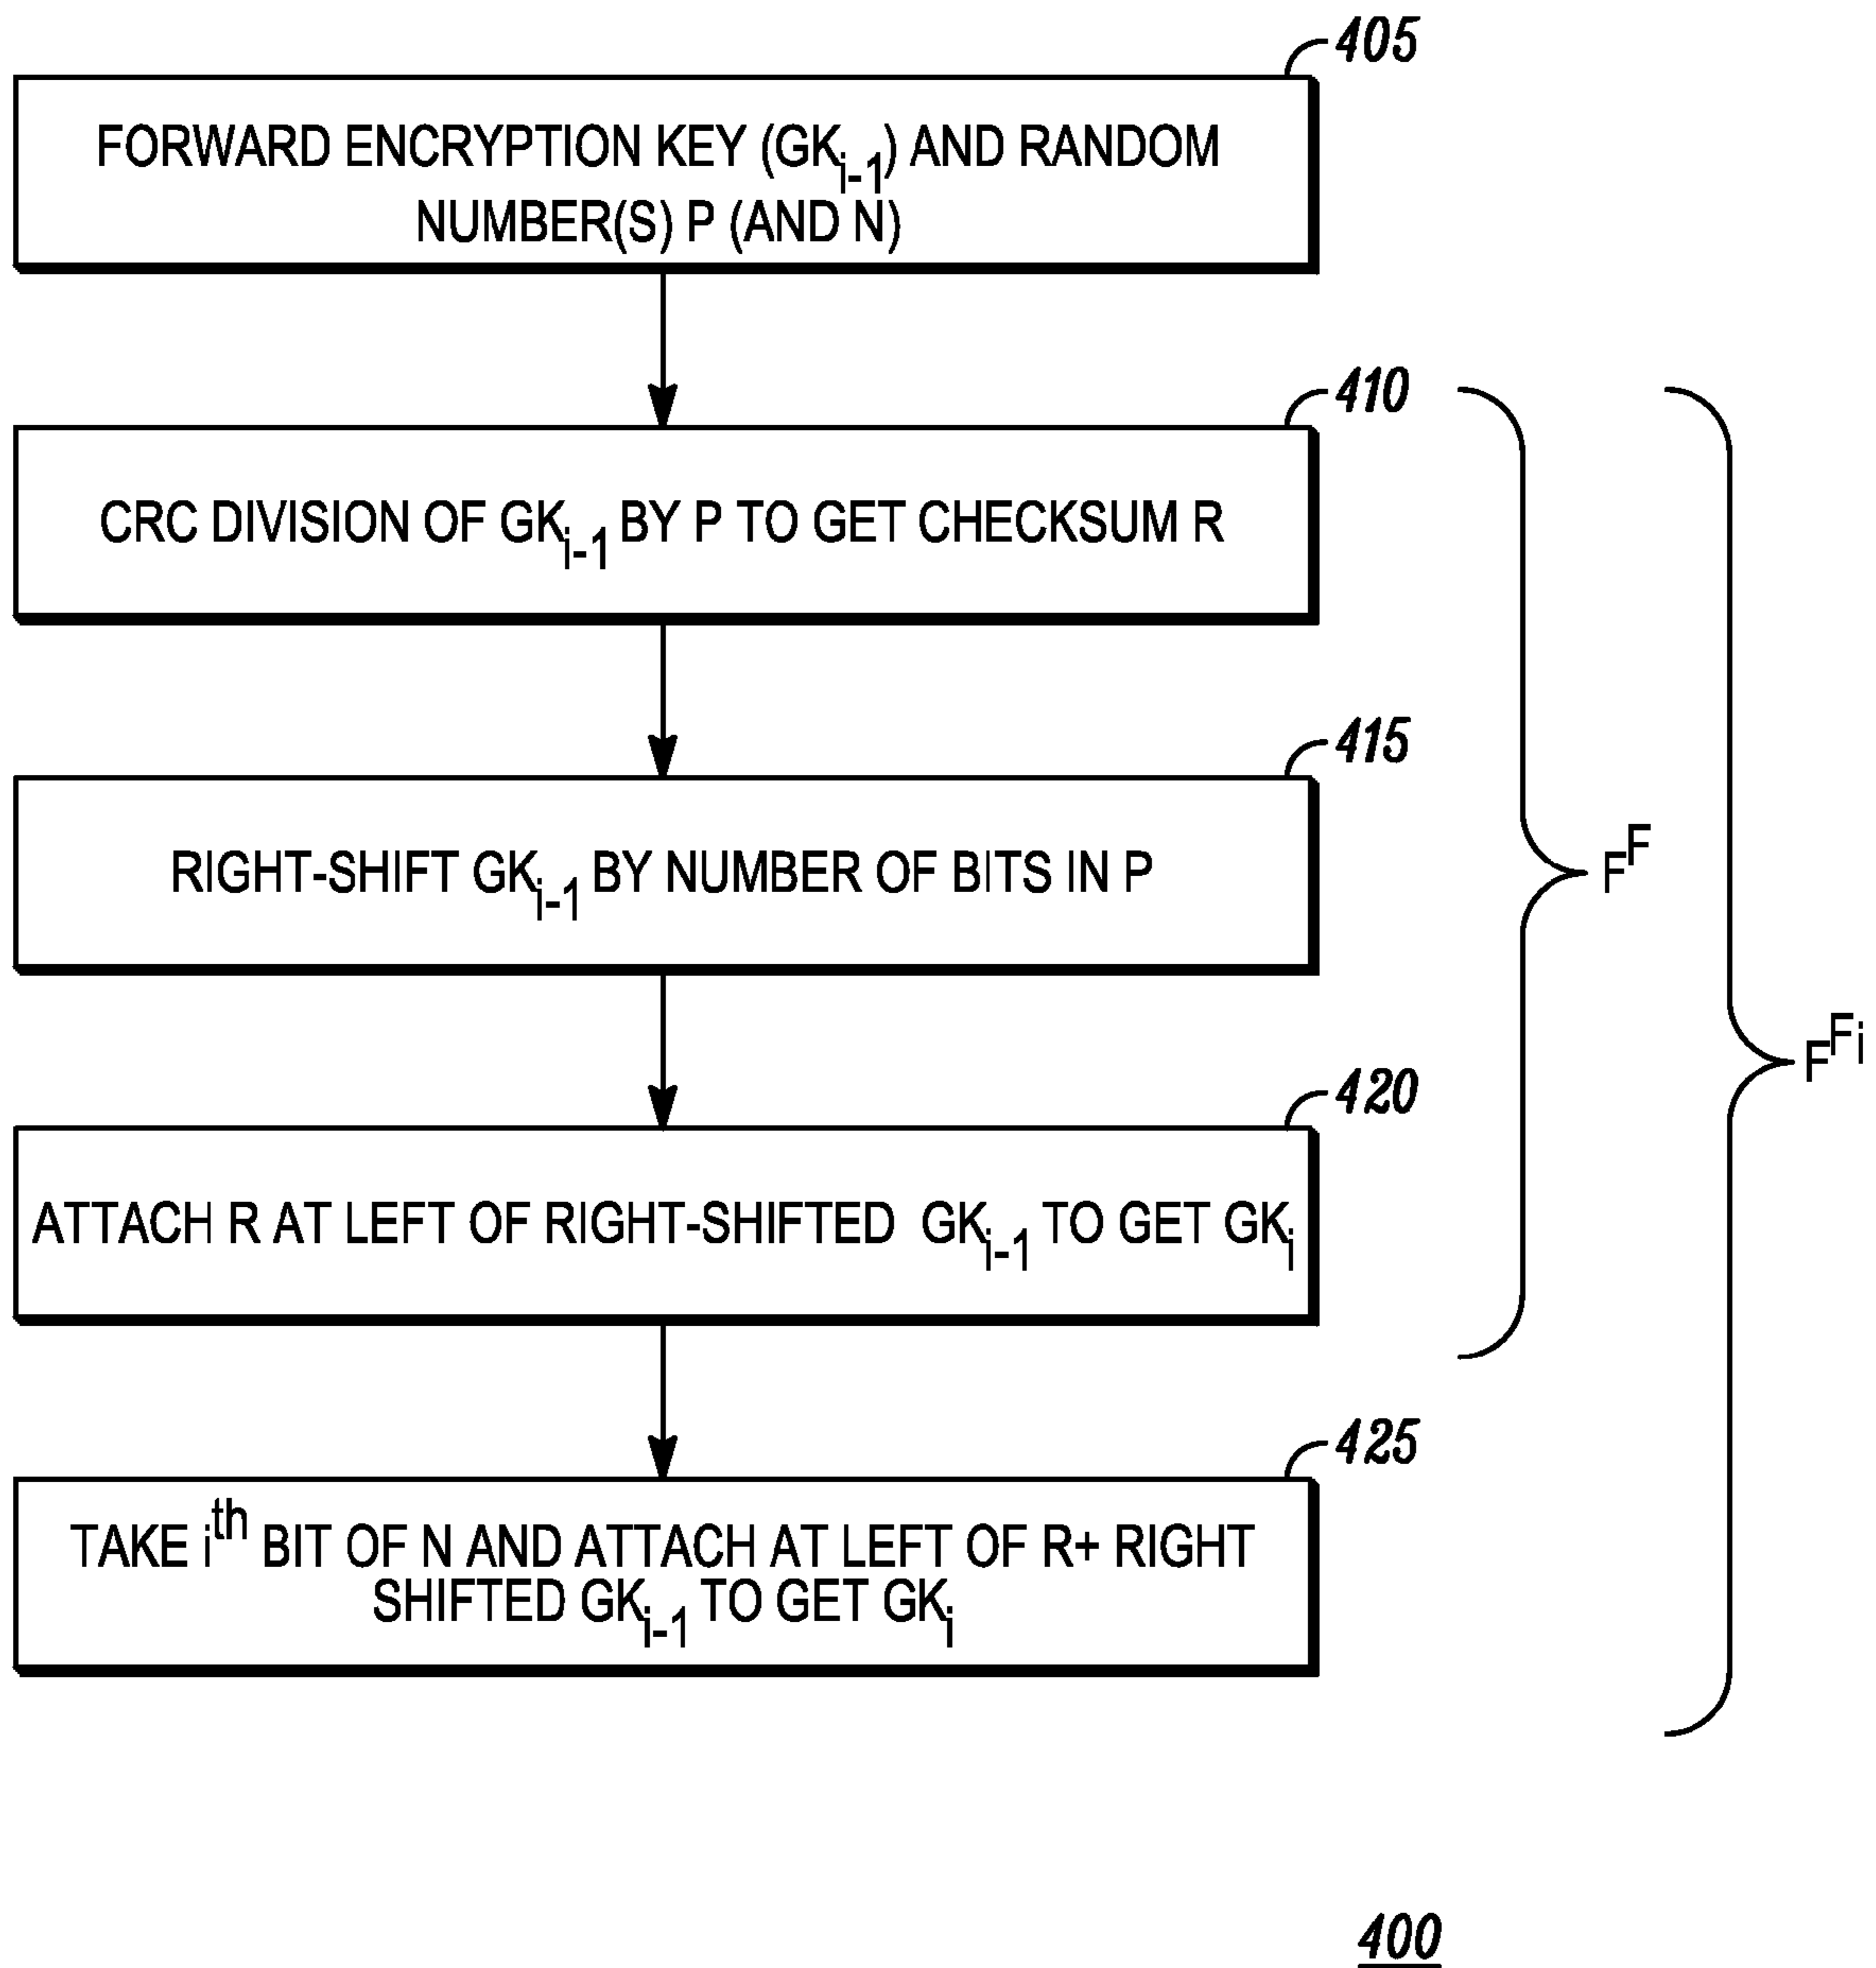 405
FORWARD ENCRYPTION KEY (GKi-1) AND RANDOM
NUMBER(S) P (AND N)
410
CRC DIVISION OF GKi-1 BY P TO GET CHECKSUM R
415
RIGHT-SHIFT GKi-1 BY NUMBER OF BITS IN P
FF
420
ATTACH R AT LEFT OF RIGHT-SHIFTED GKi-1 TO GET GKi
FFi
425
TAKE ith BIT OF N AND ATTACH AT LEFT OF R+ RIGHT
SHIFTED GKi-1 TO GET GKi
400